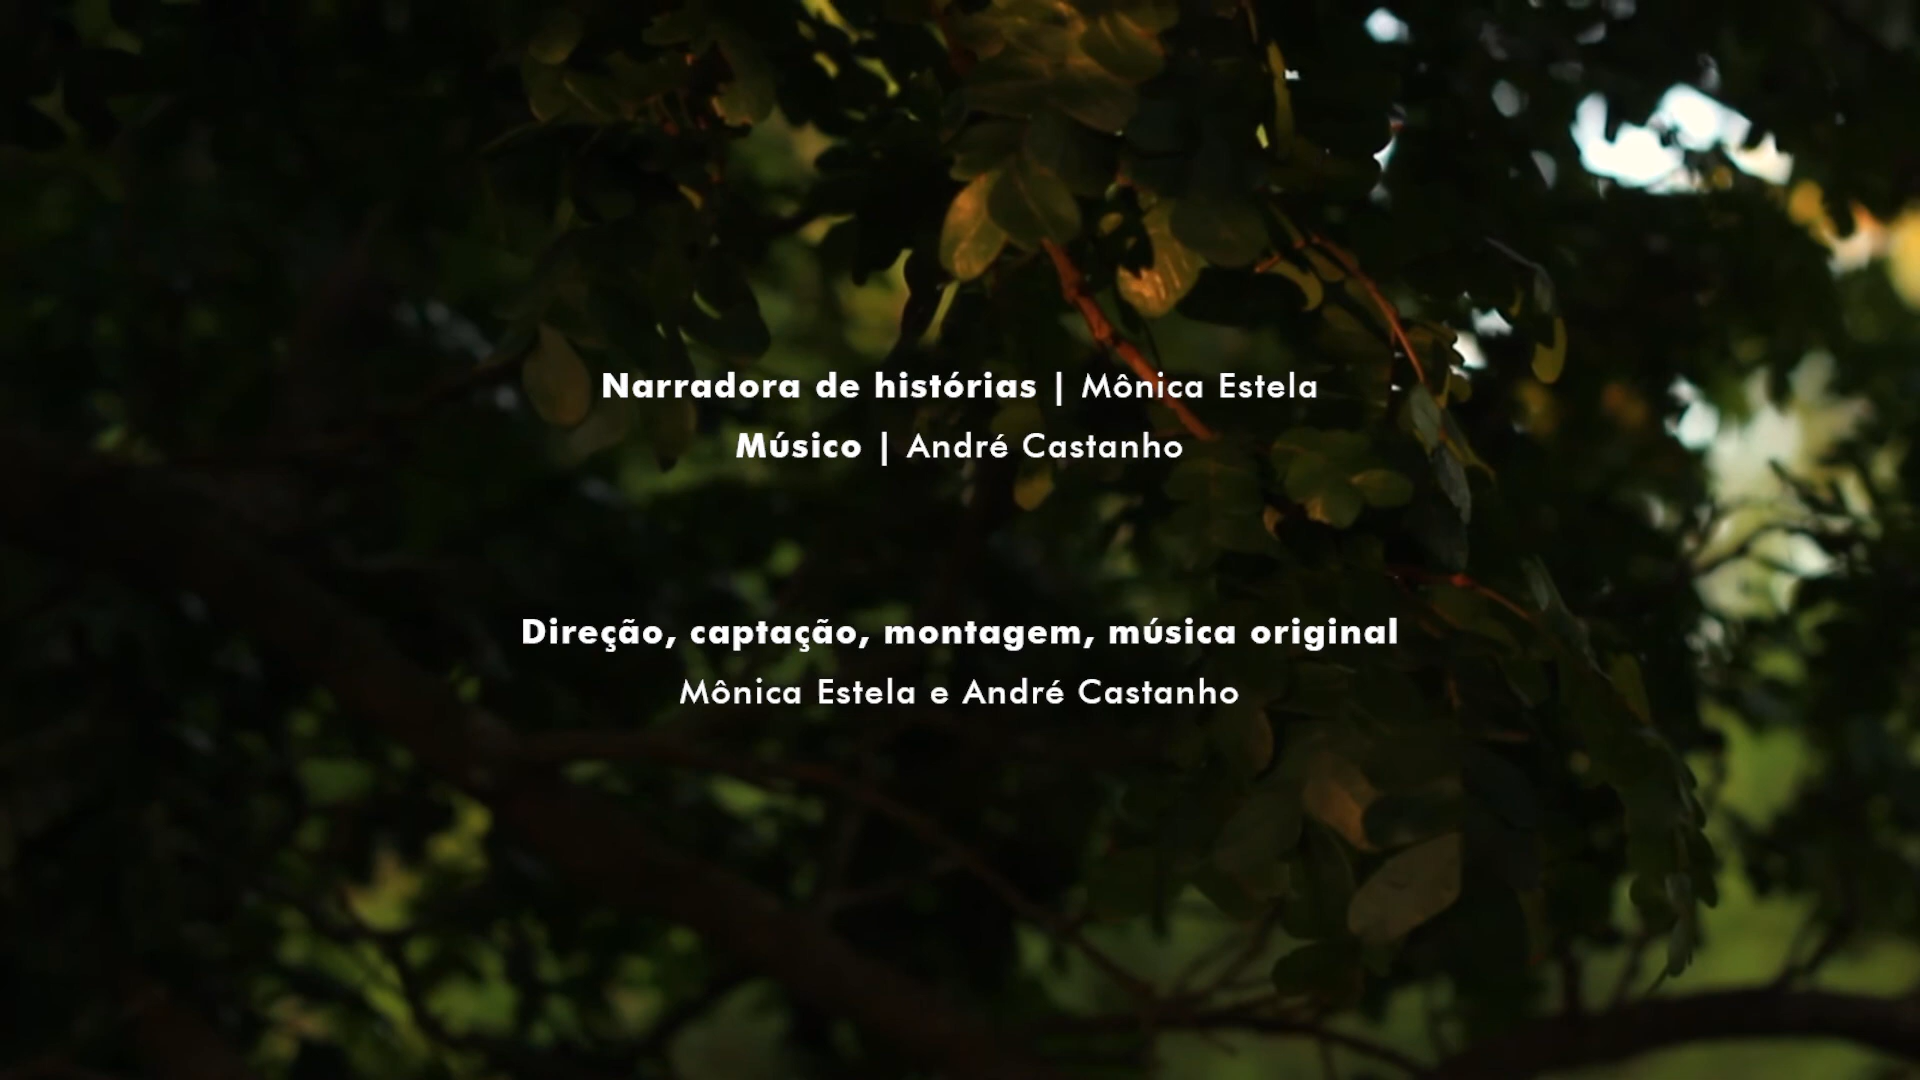 Narradora de histórias | Mônica Estela
Músico | André Castanho
Direção, captação, montagem, música original
Mônica Estela e André Castanho